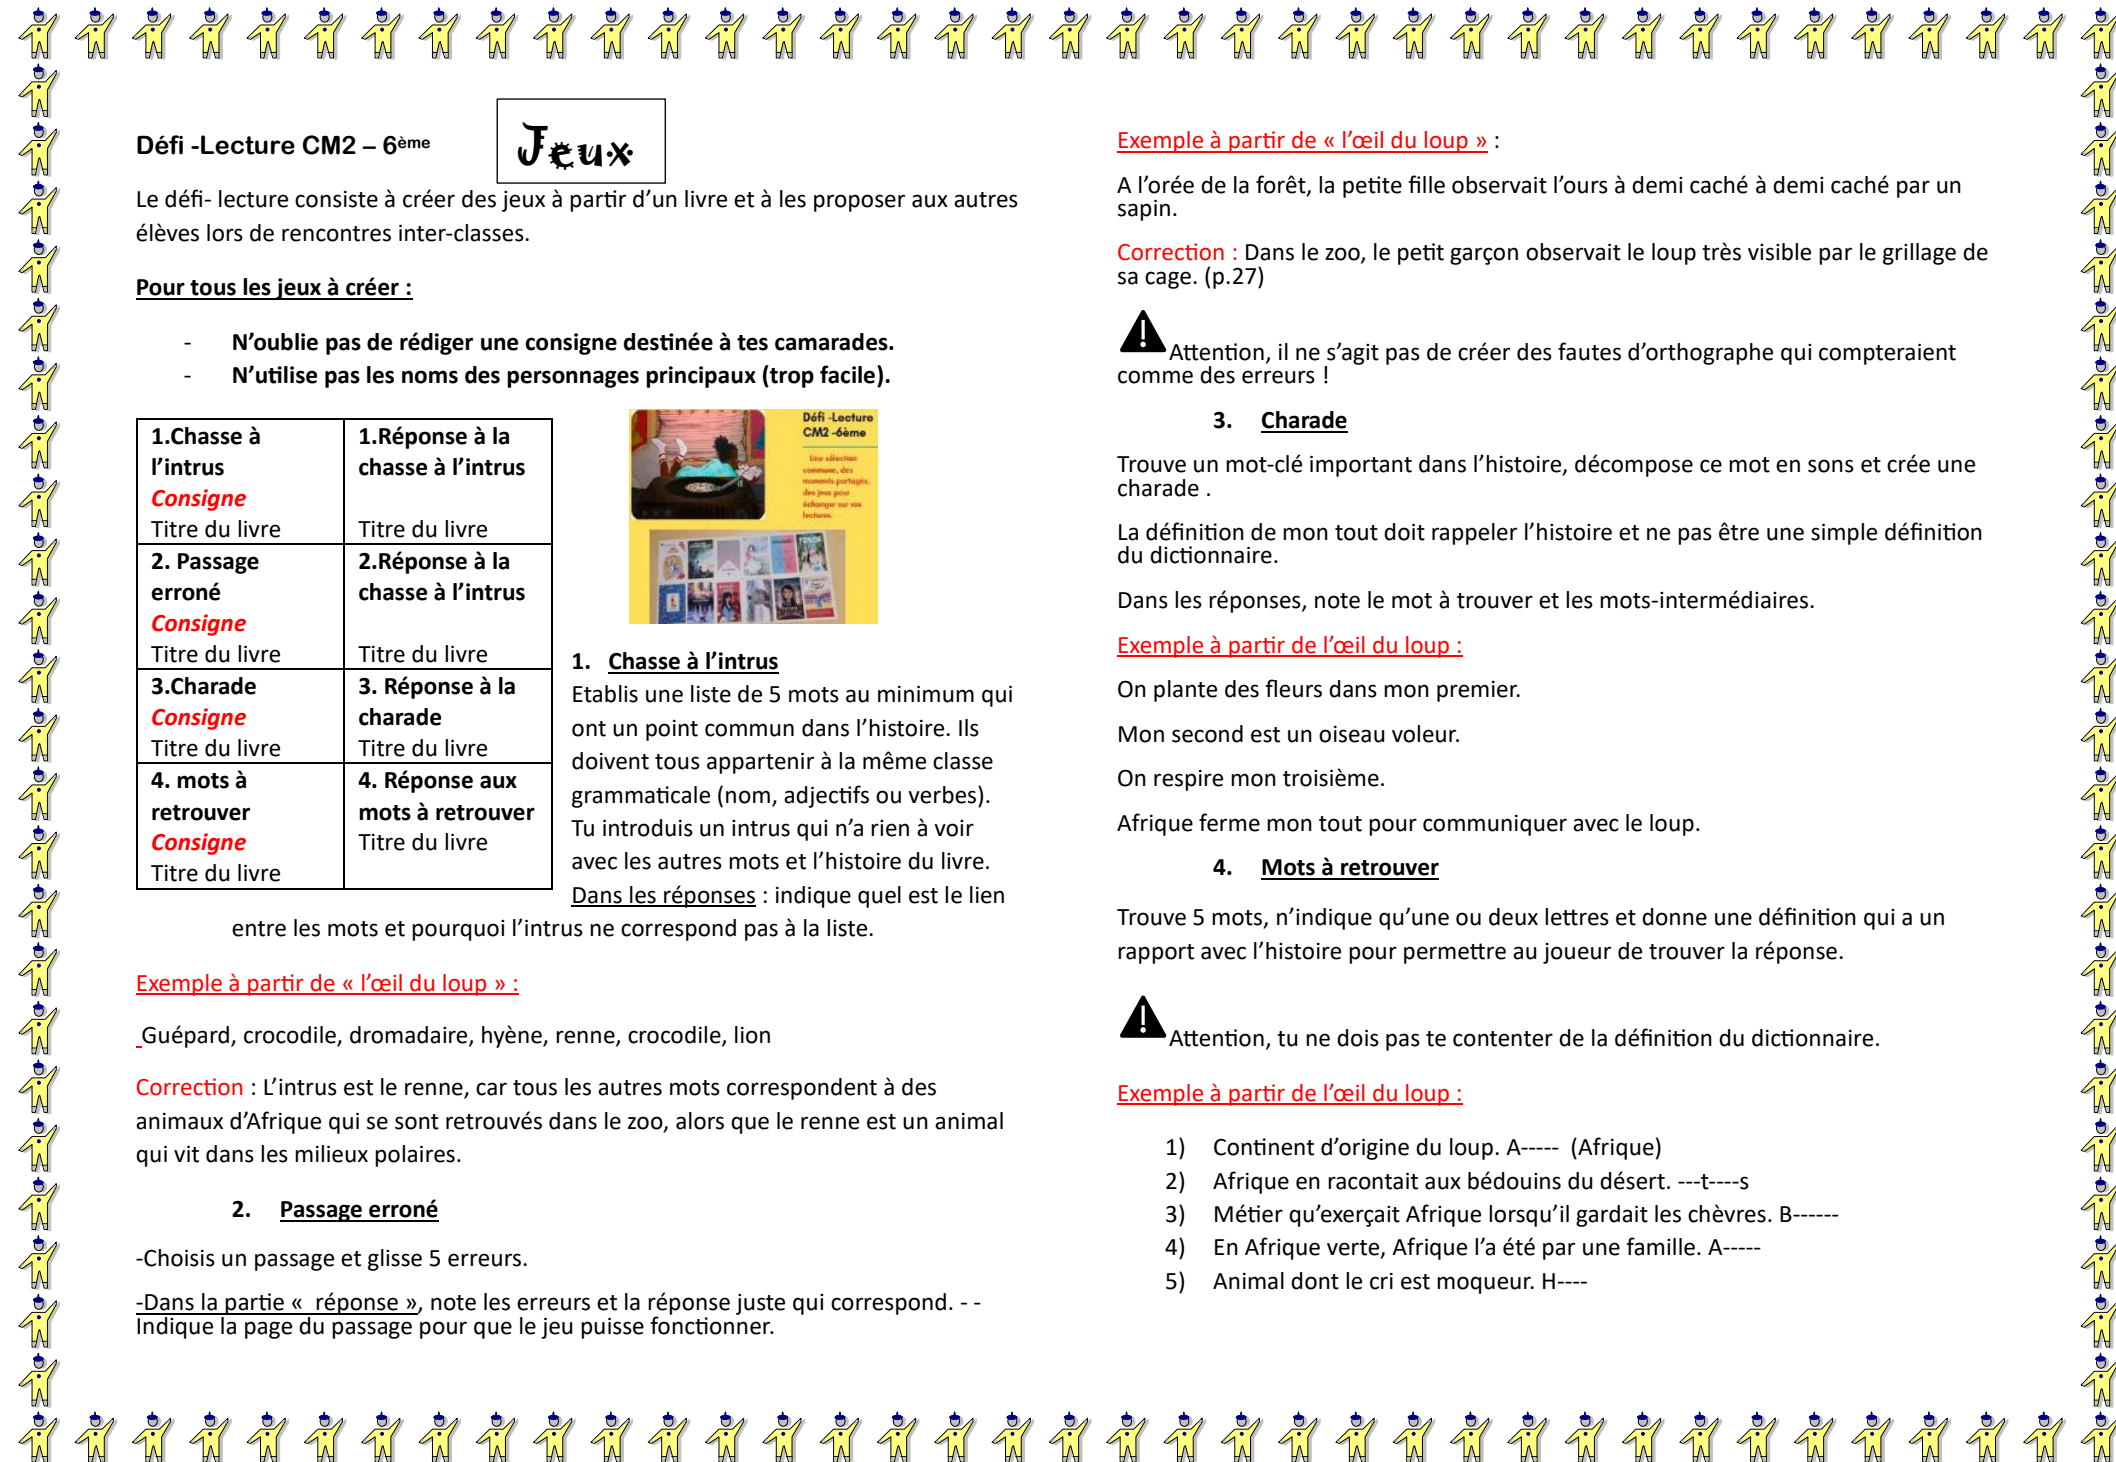 Défi -Lecture CM2 – 6ème
Jeux
Le défi- lecture consiste à créer des jeux à partir d’un livre et à les proposer aux autres
élèves lors de rencontres inter-classes.
Pour tous les jeux à créer :
- N’oublie pas de rédiger une consigne destinée à tes camarades.
- N’utilise pas les noms des personnages principaux (trop facile).
1.Chasse à
l’intrus
Consigne
Titre du livre
1.Réponse à la
chasse à l’intrus
Titre du livre
2. Passage
erroné
Consigne
Titre du livre
2.Réponse à la
chasse à l’intrus
Titre du livre
3.Charade
Consigne
Titre du livre
3. Réponse à la
charade
Titre du livre
4. mots à
retrouver
Consigne
Titre du livre
4. Réponse aux
mots à retrouver
Titre du livre
Défi -Lecture
CM2 -6ème
Une sélection
commune, des
moments partagés,
des jeux pour
échanger sur vos
lectures.
1. Chasse à l’intrus
Etablis une liste de 5 mots au minimum qui
ont un point commun dans l’histoire. Ils
doivent tous appartenir à la même classe
grammaticale (nom, adjectifs ou verbes).
Tu introduis un intrus qui n’a rien à voir
avec les autres mots et l’histoire du livre.
Dans les réponses : indique quel est le lien
entre les mots et pourquoi l’intrus ne correspond pas à la liste.
Exemple à partir de « l’œil du loup » :
Guépard, crocodile, dromadaire, hyène, renne, crocodile, lion
Correction : L’intrus est le renne, car tous les autres mots correspondent à des
animaux d’Afrique qui se sont retrouvés dans le zoo, alors que le renne est un animal
qui vit dans les milieux polaires.
2. Passage erroné
-Choisis un passage et glisse 5 erreurs.
-Dans la partie «  réponse », note les erreurs et la réponse juste qui correspond. - -
Indique la page du passage pour que le jeu puisse fonctionner.
Exemple à partir de « l’œil du loup » :
A l’orée de la forêt, la petite fille observait l’ours à demi caché à demi caché par un
sapin.
Correction : Dans le zoo, le petit garçon observait le loup très visible par le grillage de
sa cage. (p.27)
Attention, il ne s’agit pas de créer des fautes d’orthographe qui compteraient
comme des erreurs !
3. Charade
Trouve un mot-clé important dans l’histoire, décompose ce mot en sons et crée une
charade .
La définition de mon tout doit rappeler l’histoire et ne pas être une simple définition
du dictionnaire.
Dans les réponses, note le mot à trouver et les mots-intermédiaires.
Exemple à partir de l’œil du loup :
On plante des fleurs dans mon premier.
Mon second est un oiseau voleur.
On respire mon troisième.
Afrique ferme mon tout pour communiquer avec le loup.
4. Mots à retrouver
Trouve 5 mots, n’indique qu’une ou deux lettres et donne une définition qui a un
rapport avec l’histoire pour permettre au joueur de trouver la réponse.
Attention, tu ne dois pas te contenter de la définition du dictionnaire.
Exemple à partir de l’œil du loup :
1) Continent d’origine du loup. A----- (Afrique)
2) Afrique en racontait aux bédouins du désert. ---t----s
3) Métier qu’exerçait Afrique lorsqu’il gardait les chèvres. B------
4) En Afrique verte, Afrique l’a été par une famille. A-----
5) Animal dont le cri est moqueur. H----